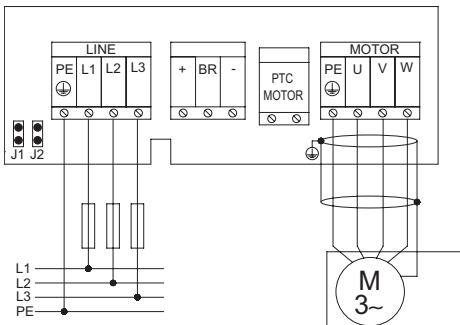 LINE
PE L1 L2 L3
+ BR -
PTC
MOTOR
MOTOR
PE U V W
J1 J2
L1
L2
L3
PE
M
3~